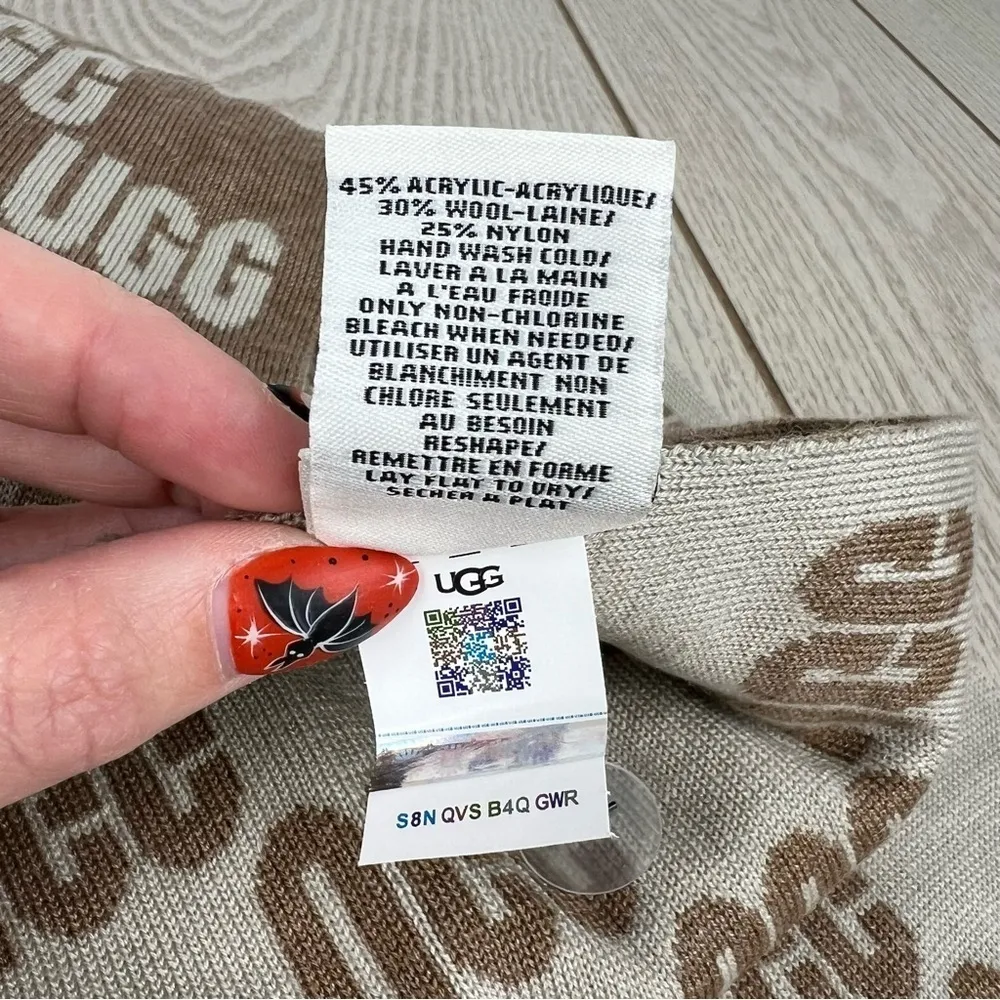 UGG
45% ACRYLIC-ACRYLIQUE/
30% WOOL-LAINE/
25% NYLON
HAND WASH COLD/
LAVER A LA MAIN
A L'EAU FROIDE
ONLY NON-CHLORINE
BLEACH WHEN NEEDED/
UTILISER UN AGENT DE
BLANCHIMENT NON
CHLORE SEULEMENT
AU BESOIN
RESHAPE/
REMETTRE EN FORME
LAY FLAT TO DRY/
SECHER A PLAT
UGG
S8N QVS B4Q GWR